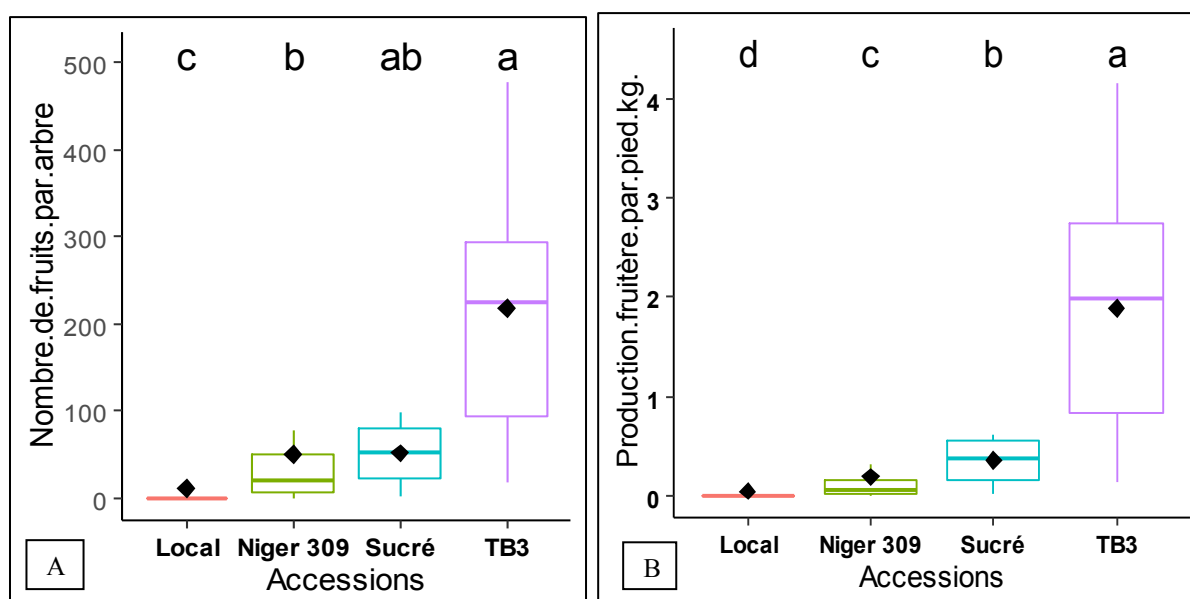 c b ab a
Nombre.de.fruits.par.arbre
500
400
300
200
100
0
Local Niger 309 Sucré TB3
Accessions
A
d c b a
Production.fruitère.par.pied.kg.
4
3
2
1
0
Local Niger 309 Sucré TB3
Accessions
B